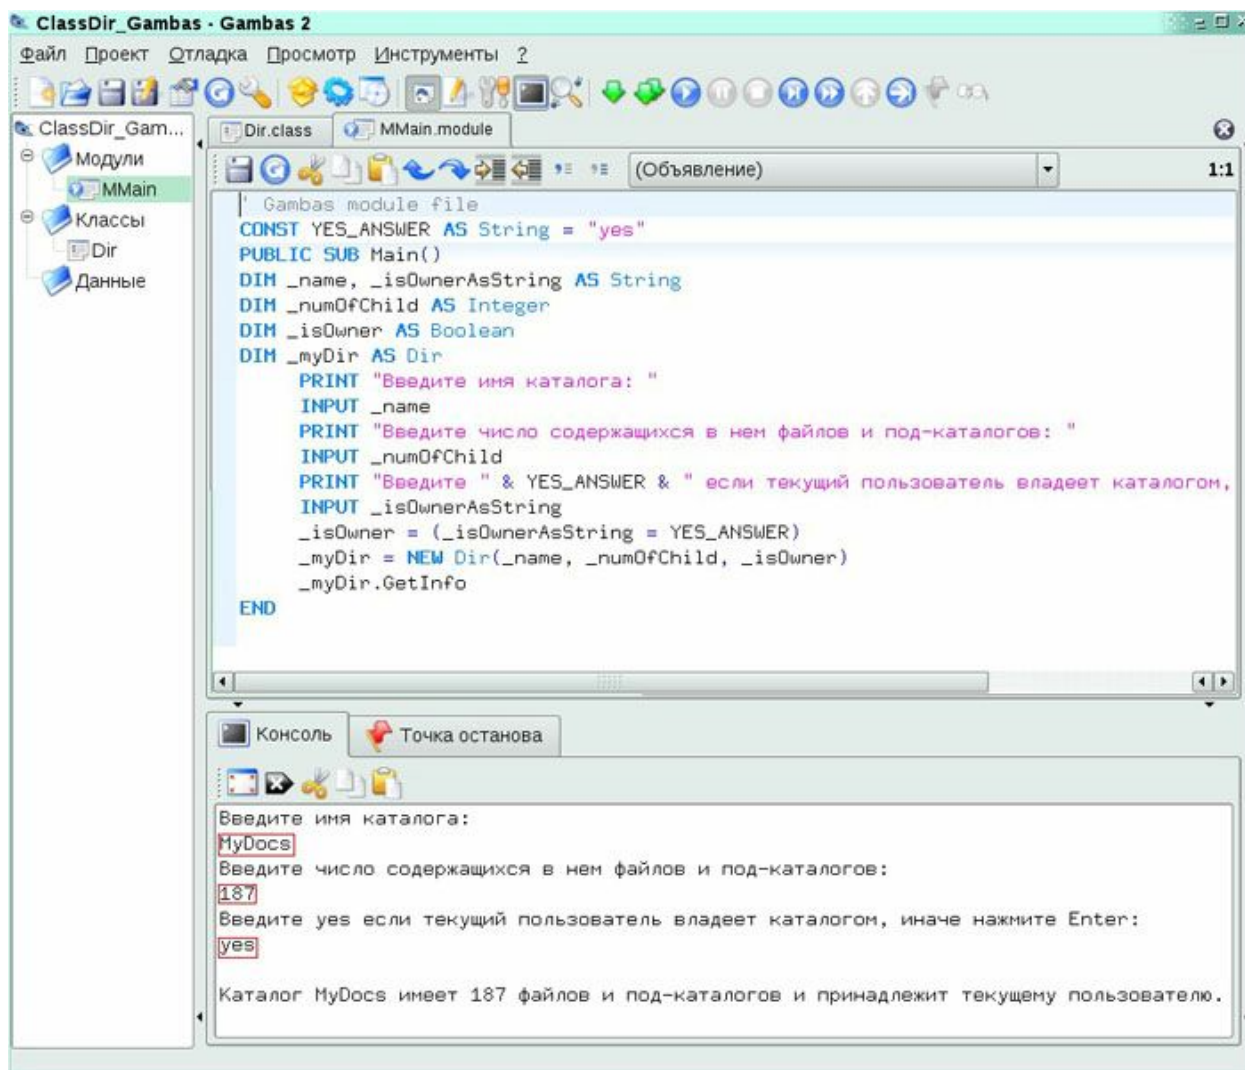 ClassDir_Gambas - Gambas 2
Файл Проект Отладка Просмотр Инструменты ?
ClassDir_Gam...
Модули
MMain
Классы
Dir
Данные
Dir.class
MMain.module
(Объявление)
1:1
' Gambas module file
CONST YES_ANSWER AS String = "yes"
PUBLIC SUB Main()
DIM _name, _isOwnerAsString AS String
DIM _numOfChild AS Integer
DIM _isOwner AS Boolean
DIM _myDir AS Dir
PRINT "Введите имя каталога: "
INPUT _name
PRINT "Введите число содержащихся в нем файлов и под-каталогов: "
INPUT _numOfChild
PRINT "Введите " & YES_ANSWER & " если текущий пользователь владеет каталогом,
INPUT _isOwnerAsString
_isOwner = (_isOwnerAsString = YES_ANSWER)
_myDir = NEW Dir(_name, _numOfChild, _isOwner)
_myDir.GetInfo
END
Консоль
Точка останова
Введите имя каталога:
MyDocs
Введите число содержащихся в нем файлов и под-каталогов:
187
Введите yes если текущий пользователь владеет каталогом, иначе нажмите Enter:
yes
Каталог MyDocs имеет 187 файлов и под-каталогов и принадлежит текущему пользователю.